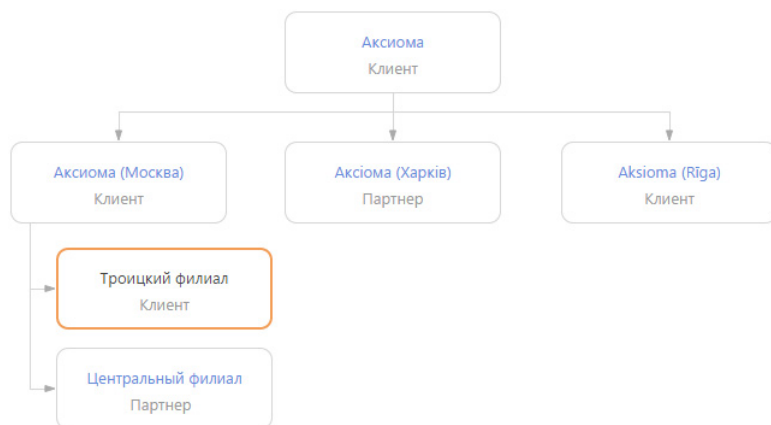 Аксиома
Клиент
Аксиома (Москва)
Клиент
Аксіома (Харків)
Партнер
Aksioma (Rīga)
Клиент
Троицкий филиал
Клиент
Центральный филиал
Партнер